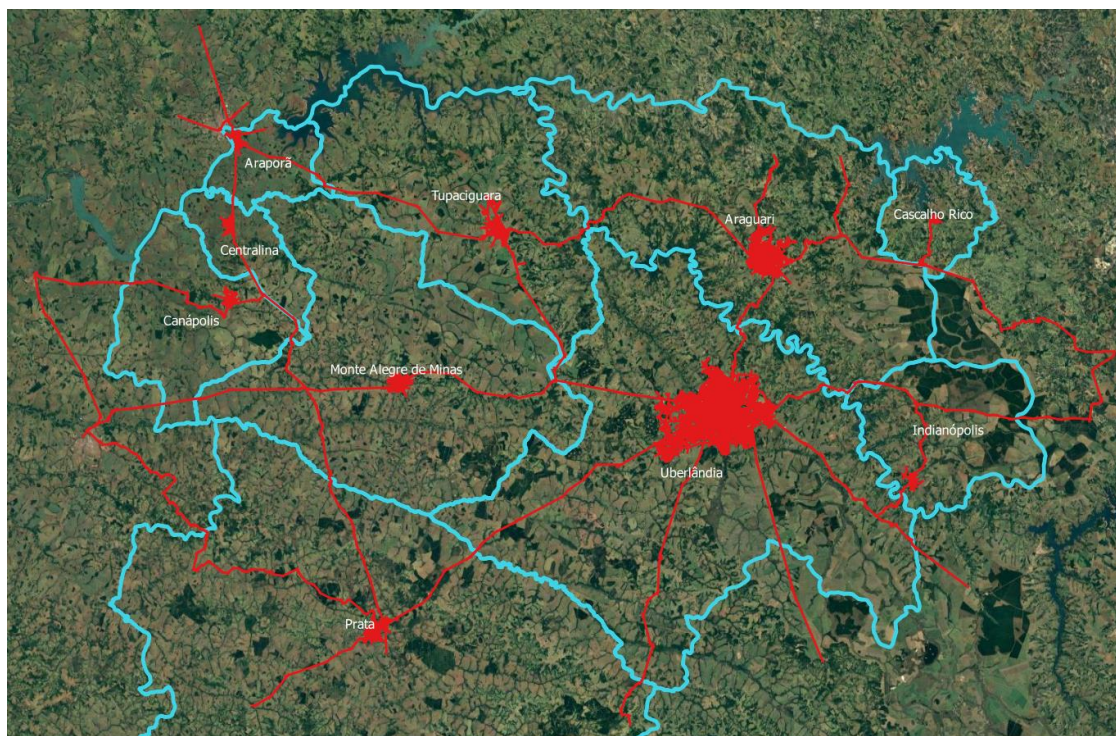 Araporã
Tupaciguara
Araguari
Cascalho Rico
Centralina
Canápolis
Monte Alegre de Minas
Indianópolis
Uberlândia
Prata